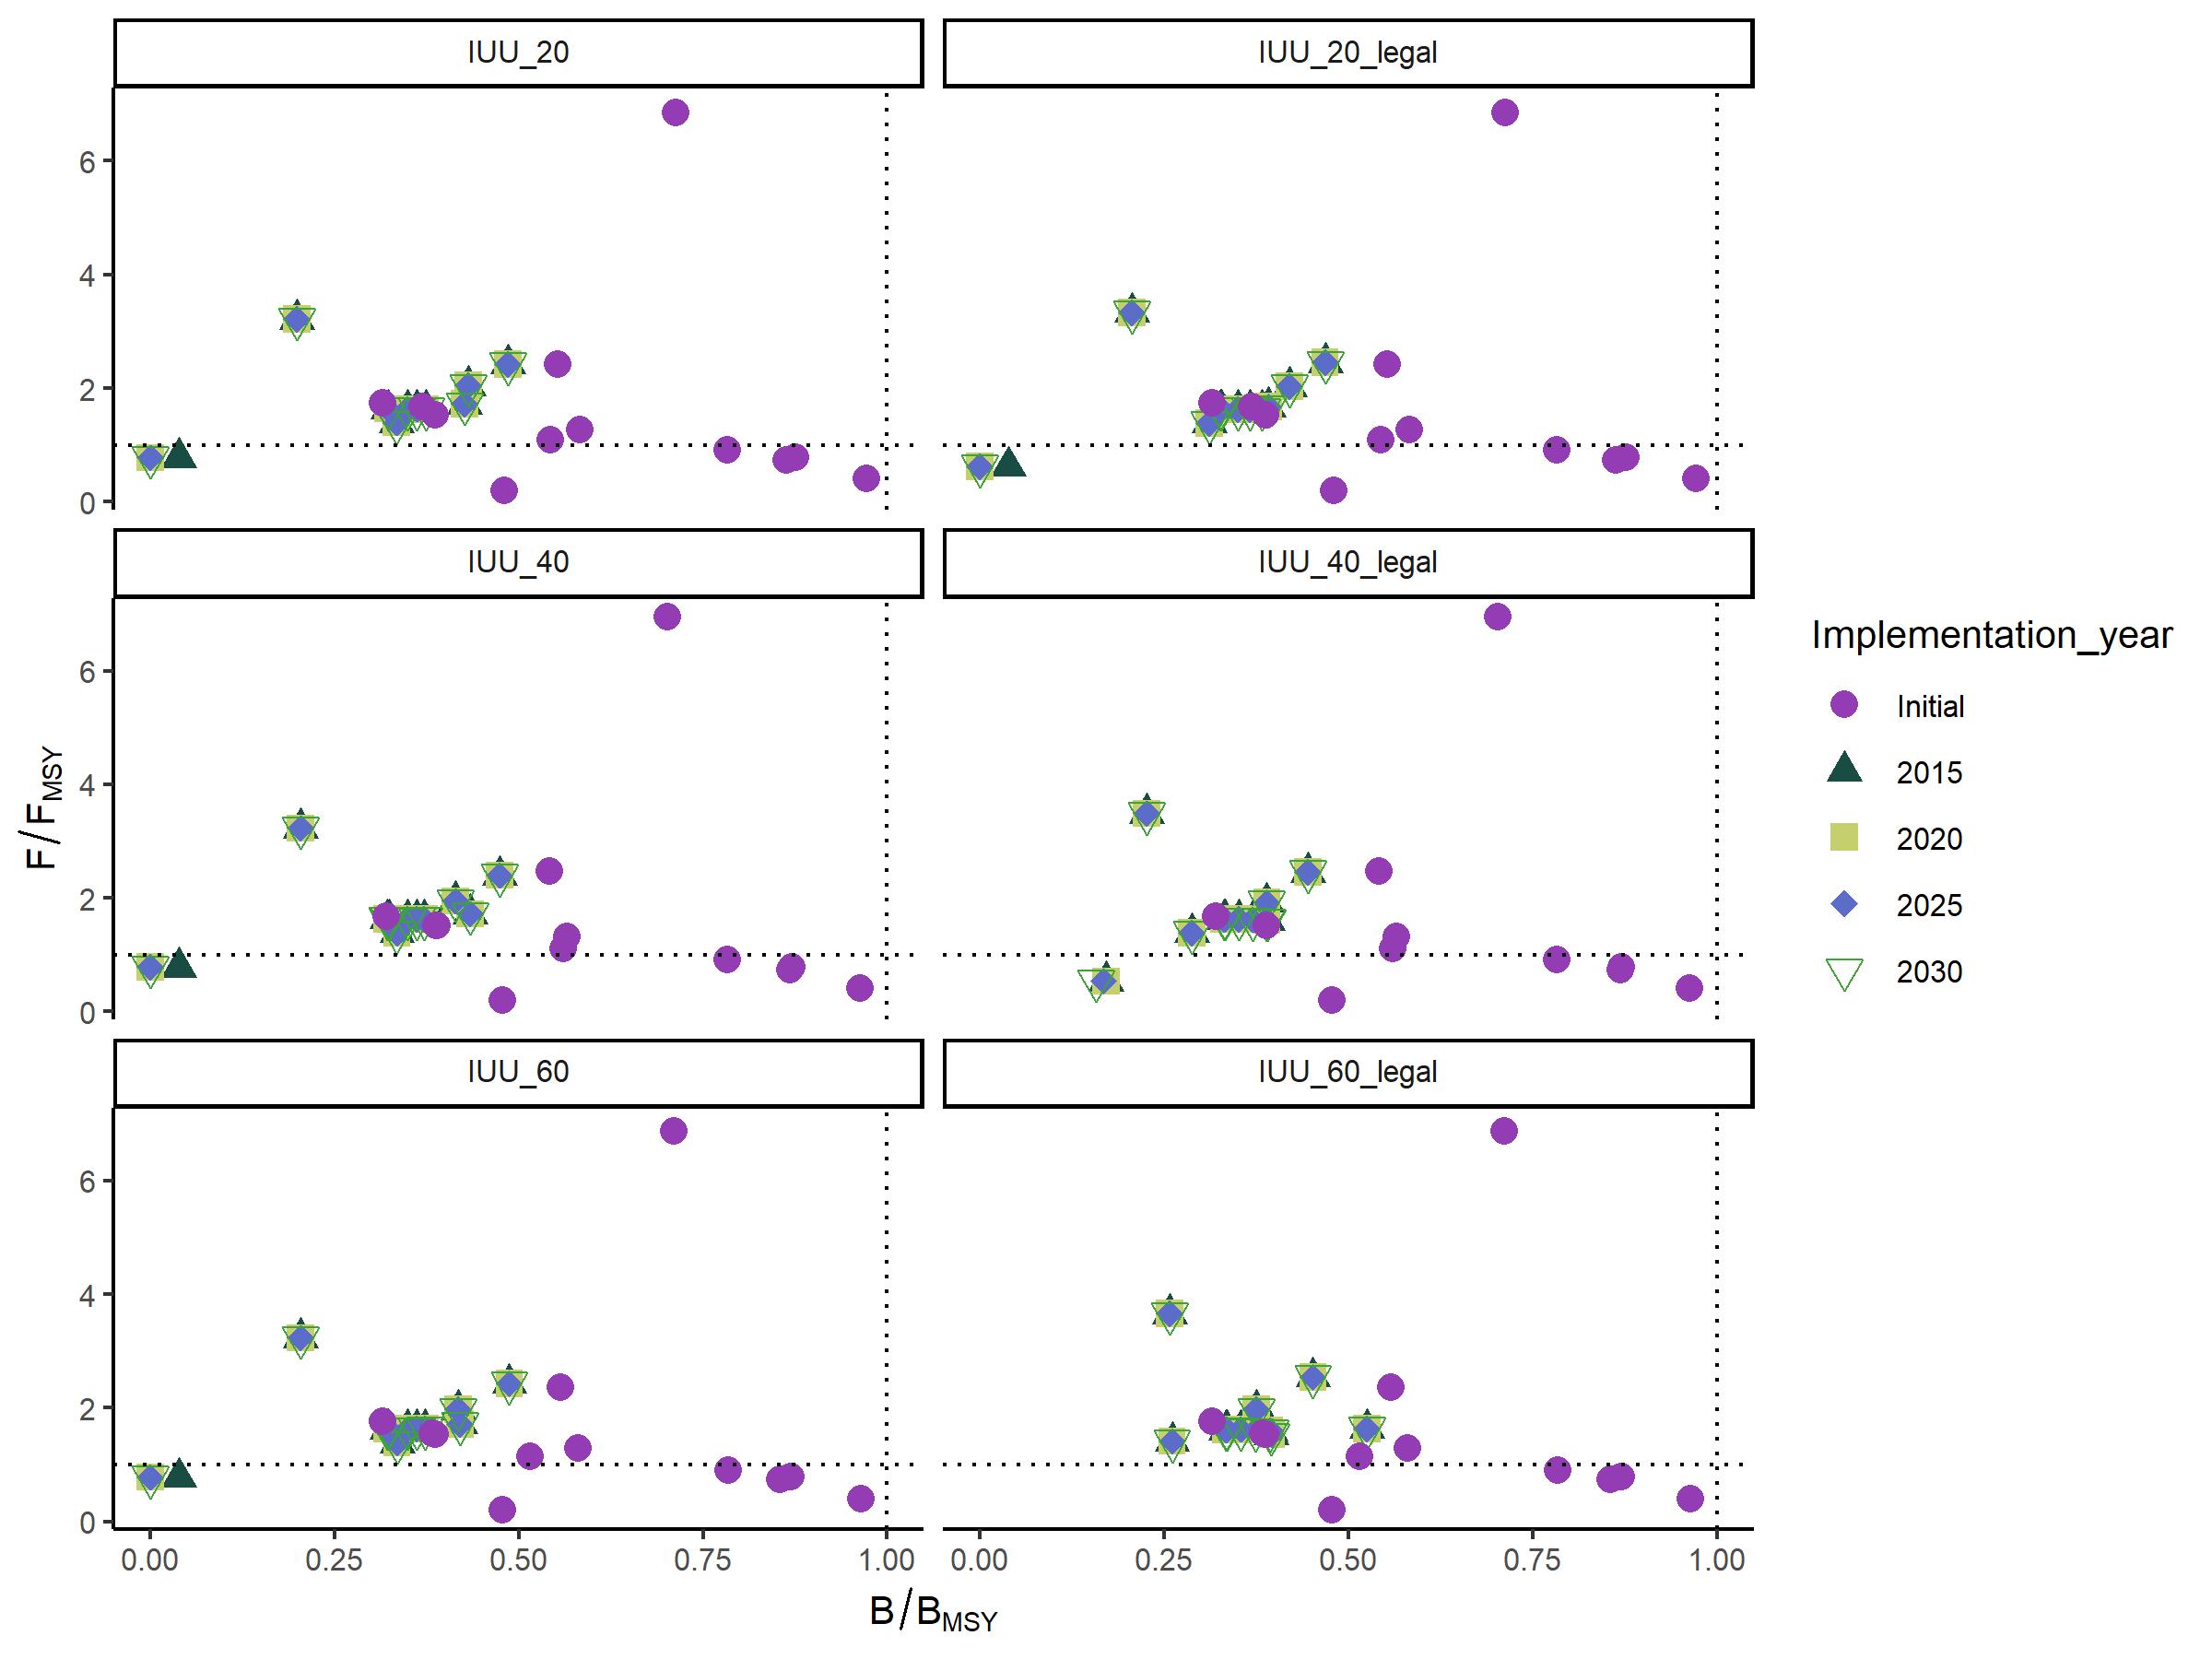 IUU_20
IUU_20_legal
6
4
2
0
IUU_40
IUU_40_legal
6
4
2
0
IUU_60
IUU_60_legal
6
4
2
0
0.00 0.25 0.50 0.75 1.00
0.00 0.25 0.50 0.75 1.00
F/FMSY
B/BMSY
Implementation_year
Initial
2015
2020
2025
2030